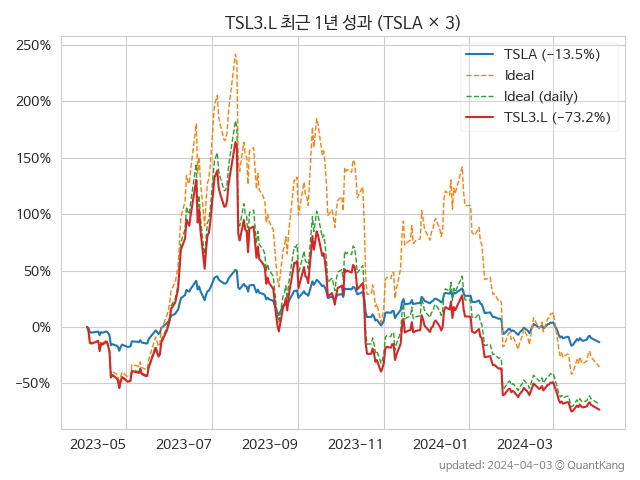 TSL3.L 최근 1년 성과 (TSLA × 3)
250%
200%
150%
100%
50%
0%
−50%
TSLA (−13.5%)
Ideal
Ideal (daily)
TSL3.L (−73.2%)
2023-05 2023-07 2023-09 2023-11 2024-01 2024-03
updated: 2024-04-03 © QuantKang